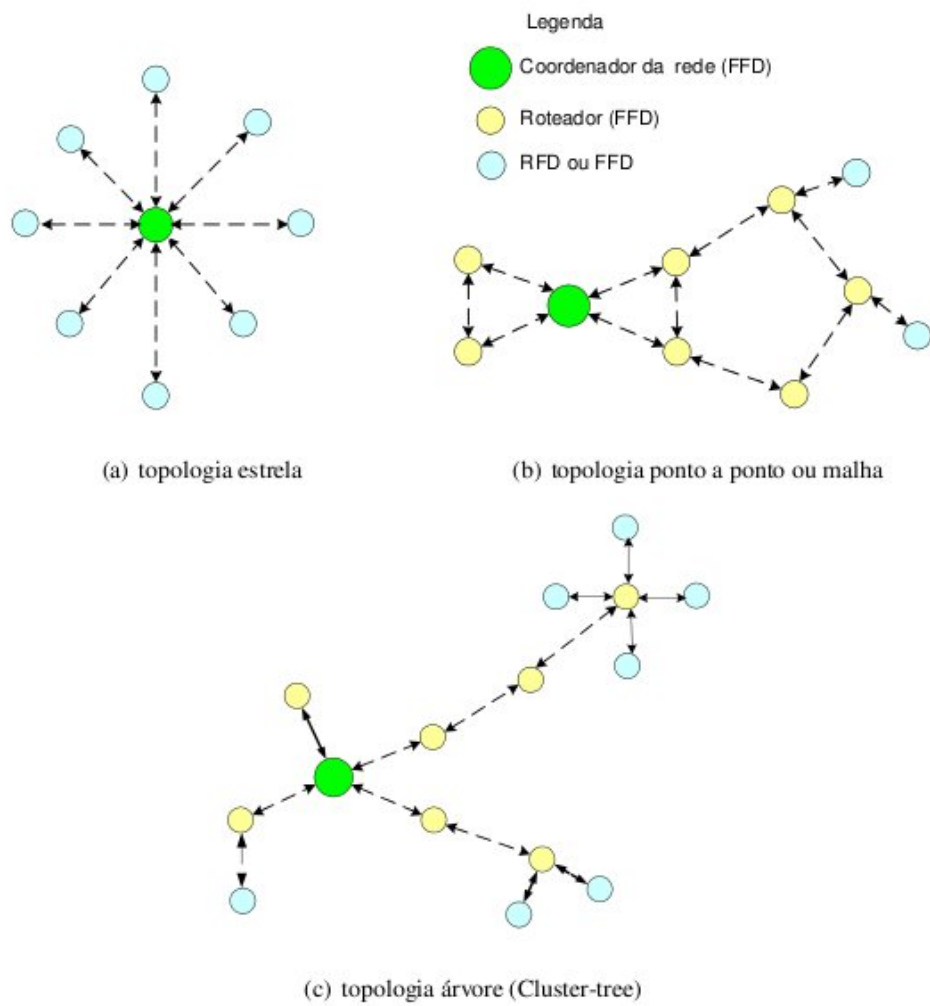 Legenda
Coordenador da rede (FFD)
Roteador (FFD)
RFD ou FFD
(a) topologia estrela
(b) topologia ponto a ponto ou malha
(c) topologia árvore (Cluster-tree)